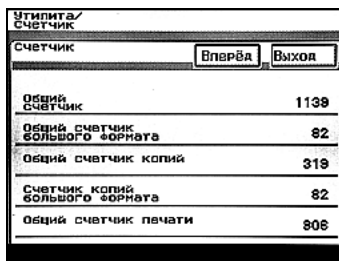 Утилита/
Счетчик
Счетчик
Вперёд Выход
Общий
счетчик 1139
Общий счетчик
большого формата 82
Общий счетчик копий 319
Счетчик копий
большого формата 82
Общий счетчик печати 806